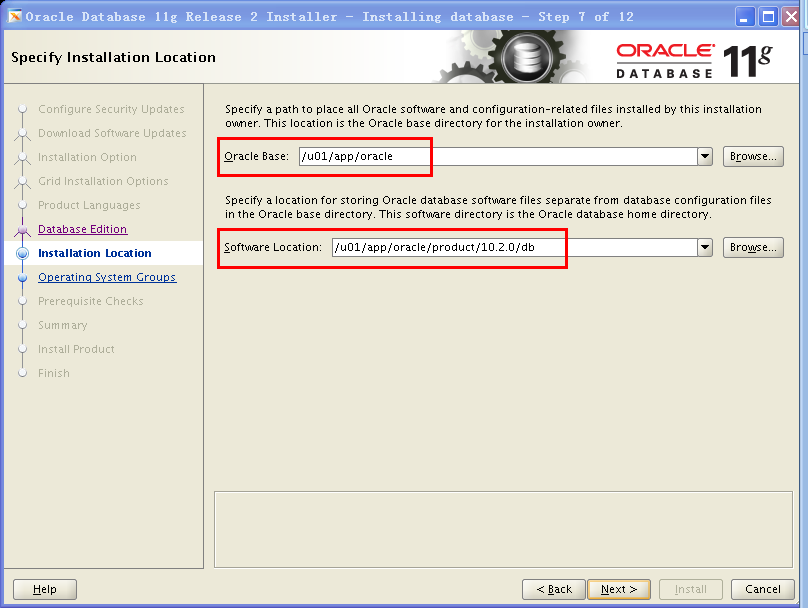 Oracle Database 11g Release 2 Installer - Installing database - Step 7 of 12
Specify Installation Location
ORACLE
DATABASE
11g
Configure Security Updates
Download Software Updates
Installation Option
Grid Installation Options
Product Languages
Database Edition
Installation Location
Operating System Groups
Prerequisite Checks
Summary
Install Product
Finish
Specify a path to place all Oracle software and configuration-related files installed by this installation
owner. This location is the Oracle base directory for the installation owner.
Oracle Base: /u01/app/oracle Browse...
Specify a location for storing Oracle database software files separate from database configuration files
in the Oracle base directory. This software directory is the Oracle database home directory.
Software Location: /u01/app/oracle/product/10.2.0/db Browse...
Help < Back Next > Install Cancel